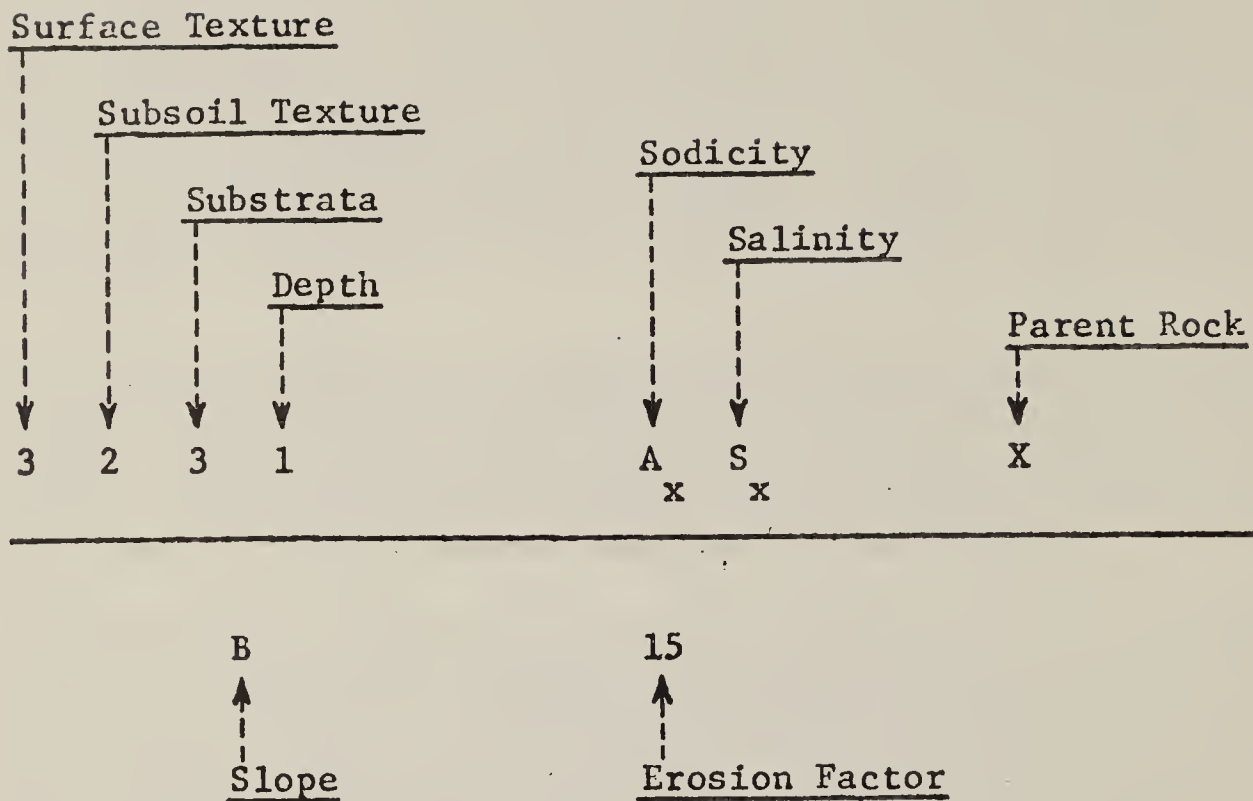 Surface Texture
Subsoil Texture
Sodicity
Substrata
Salinity
Depth
Parent Rock
3 2 3 1 A x S x X
B 15
Slope Erosion Factor